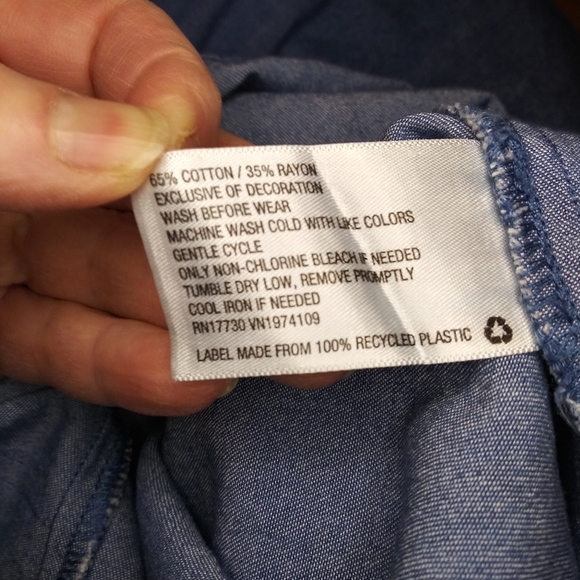 65% COTTON / 35% RAYON
EXCLUSIVE OF DECORATION
WASH BEFORE WEAR
MACHINE WASH COLD WITH LIKE COLORS
GENTLE CYCLE
ONLY NON-CHLORINE BLEACH IF NEEDED
TUMBLE DRY LOW, REMOVE PROMPTLY
COOL IRON IF NEEDED
RN17730 VN1974109
LABEL MADE FROM 100% RECYCLED PLASTIC